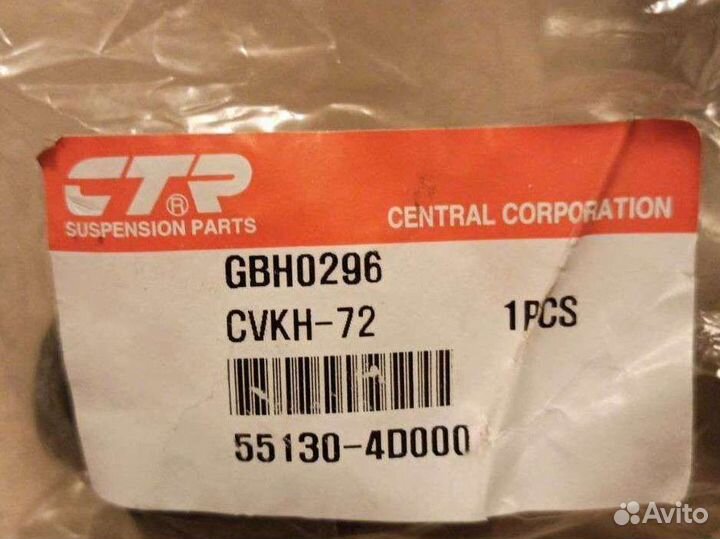 CTR®
SUSPENSION PARTS
CENTRAL CORPORATION
GBH0296
CVKH-72 1PCS
55130-4D000
Avito